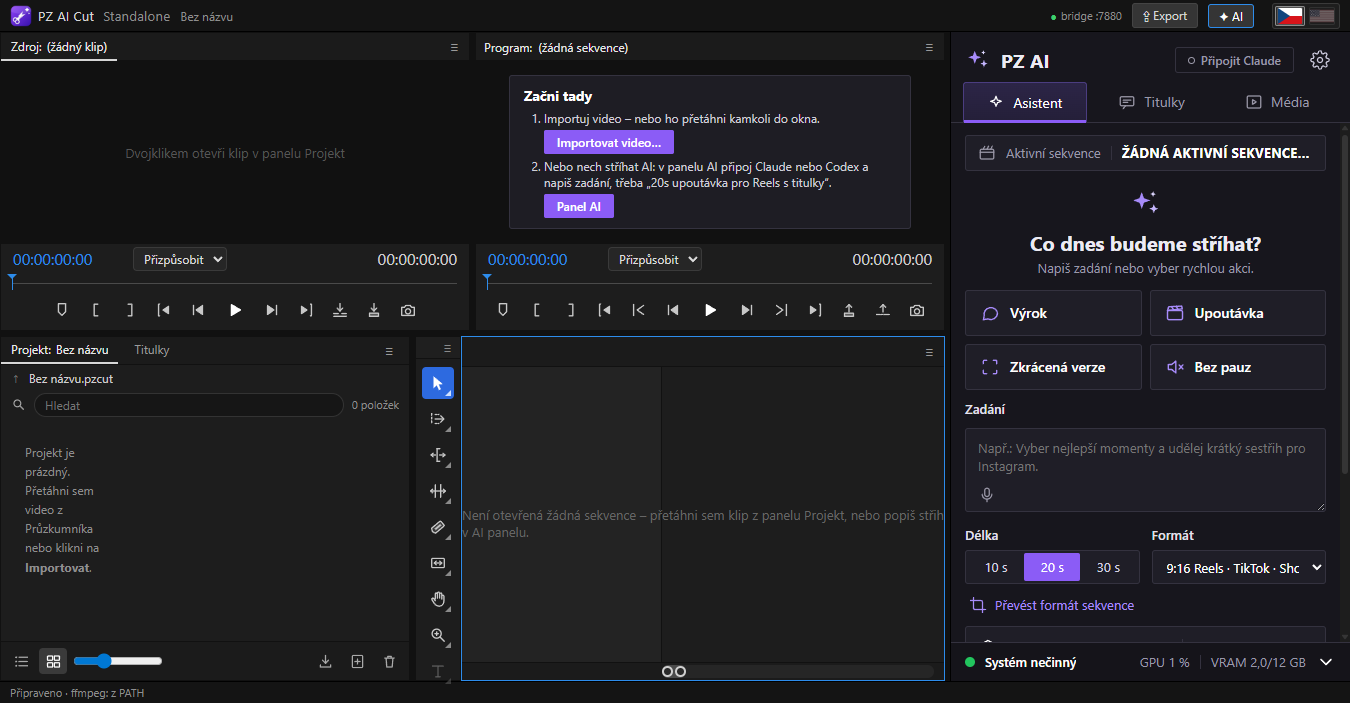 PZ AI Cut Standalone Bez názvu
bridge :7880
Export
AI
Zdroj: (žádný klip)
Program: (žádná sekvence)
Dvojklikem otevři klip v panelu Projekt
Začni tady
1. Importuj video – nebo ho přetáhni kamkoli do okna.
Importovat video...
2. Nebo nech stříhat AI: v panelu AI připoj Claude nebo Codex a
napiš zadání, třeba „20s upoutávka pro Reels s titulky“.
Panel AI
00:00:00:00
Přizpůsobit
00:00:00:00
00:00:00:00
Přizpůsobit
00:00:00:00
Projekt: Bez názvu
Titulky
Bez názvu.pzcut
Hledat
0 položek
Projekt je
prázdný.
Přetáhni sem
video z
Průzkumníka
nebo klikni na
Importovat.
Není otevřená žádná sekvence – přetáhni sem klip z panelu Projekt, nebo popiš střih
v AI panelu.
PZ AI
Připojit Claude
Asistent
Titulky
Média
Aktivní sekvence
ŽÁDNÁ AKTIVNÍ SEKVENCE...
Co dnes budeme stříhat?
Napiš zadání nebo vyber rychlou akci.
Výrok
Upoutávka
Zkrácená verze
Bez pauz
Zadání
Např.: Vyber nejlepší momenty a udělej krátký sestřih pro
Instagram.
Délka
Formát
10 s
20 s
30 s
9:16 Reels · TikTok · Shc
Převést formát sekvence
Systém nečinný
GPU 1 %
VRAM 2,0/12 GB
Připraveno · ffmpeg: z PATH